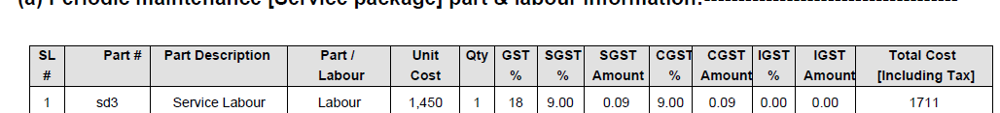 (a) Periodic maintenance [Service package] part & labour information:-------------------------------------
SL # Part # Part Description Part / Labour Unit Cost Qty GST % SGST % SGST Amount CGST % CGST Amount IGST % IGST Amount Total Cost [Including Tax]
1 sd3 Service Labour Labour 1,450 1 18 9.00 0.09 9.00 0.09 0.00 0.00 1711